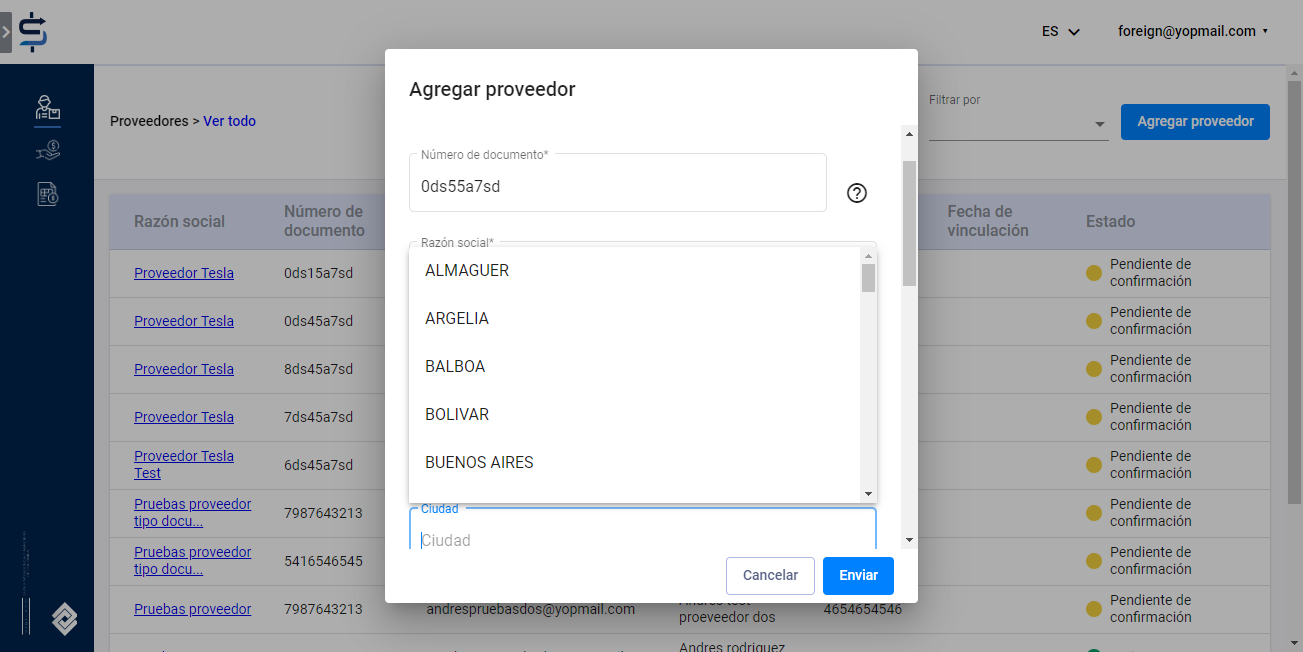 ES
foreign@yopmail.com
Agregar proveedor
Proveedores > Ver todo
Filtrar por
Agregar proveedor
Número de documento*
0ds55a7sd
Razón social*
Razón social
Número de
documento
Fecha de
vinculación
Estado
ALMAGUER
ARGELIA
BALBOA
BOLIVAR
BUENOS AIRES
Ciudad
Ciudad
Cancelar
Enviar
Proveedor Tesla
0ds15a7sd
Pendiente de
confirmación
Proveedor Tesla
0ds45a7sd
Pendiente de
confirmación
Proveedor Tesla
8ds45a7sd
Pendiente de
confirmación
Proveedor Tesla
7ds45a7sd
Pendiente de
confirmación
Proveedor Tesla
Test
6ds45a7sd
Pendiente de
confirmación
Pruebas proveedor
tipo docu...
7987643213
Pendiente de
confirmación
Pruebas proveedor
tipo docu...
5416546545
Pendiente de
confirmación
Pruebas proveedor
7987643213
andrespruebasdos@yopmail.com
proeveedor dos
4654654546
Pendiente de
confirmación
Andres rodriguez